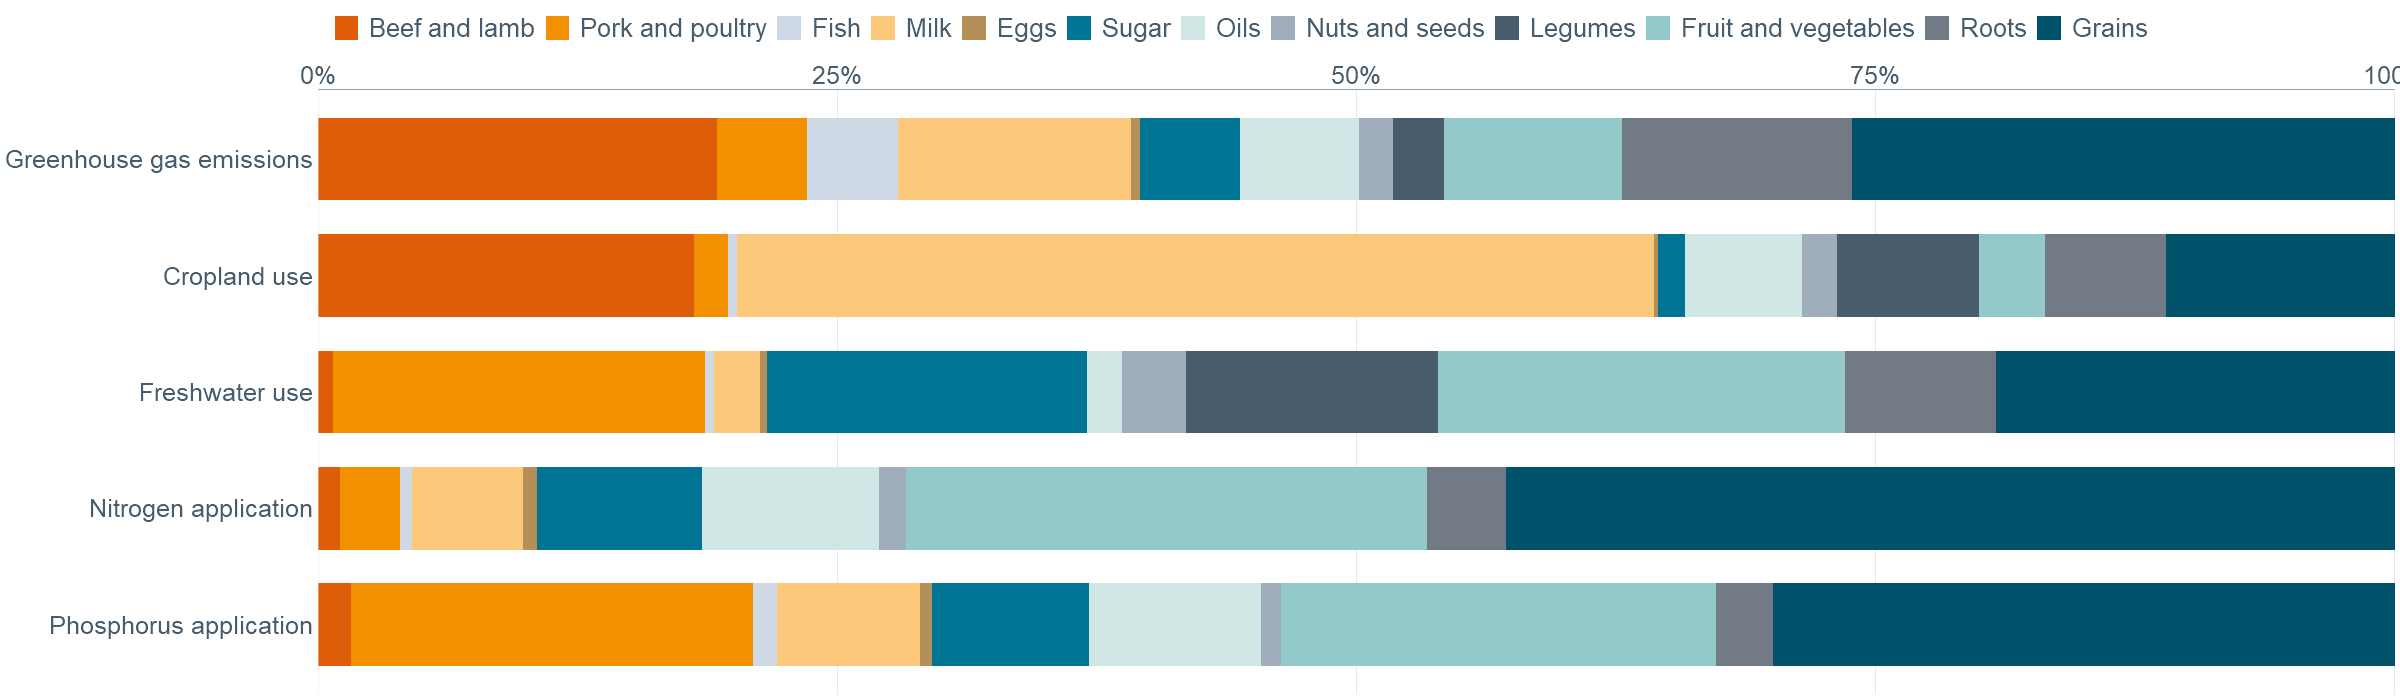 Beef and lamb Pork and poultry Fish Milk Eggs Sugar Oils Nuts and seeds Legumes Fruit and vegetables Roots Grains
0% 25% 50% 75% 100
Greenhouse gas emissions
Cropland use
Freshwater use
Nitrogen application
Phosphorus application